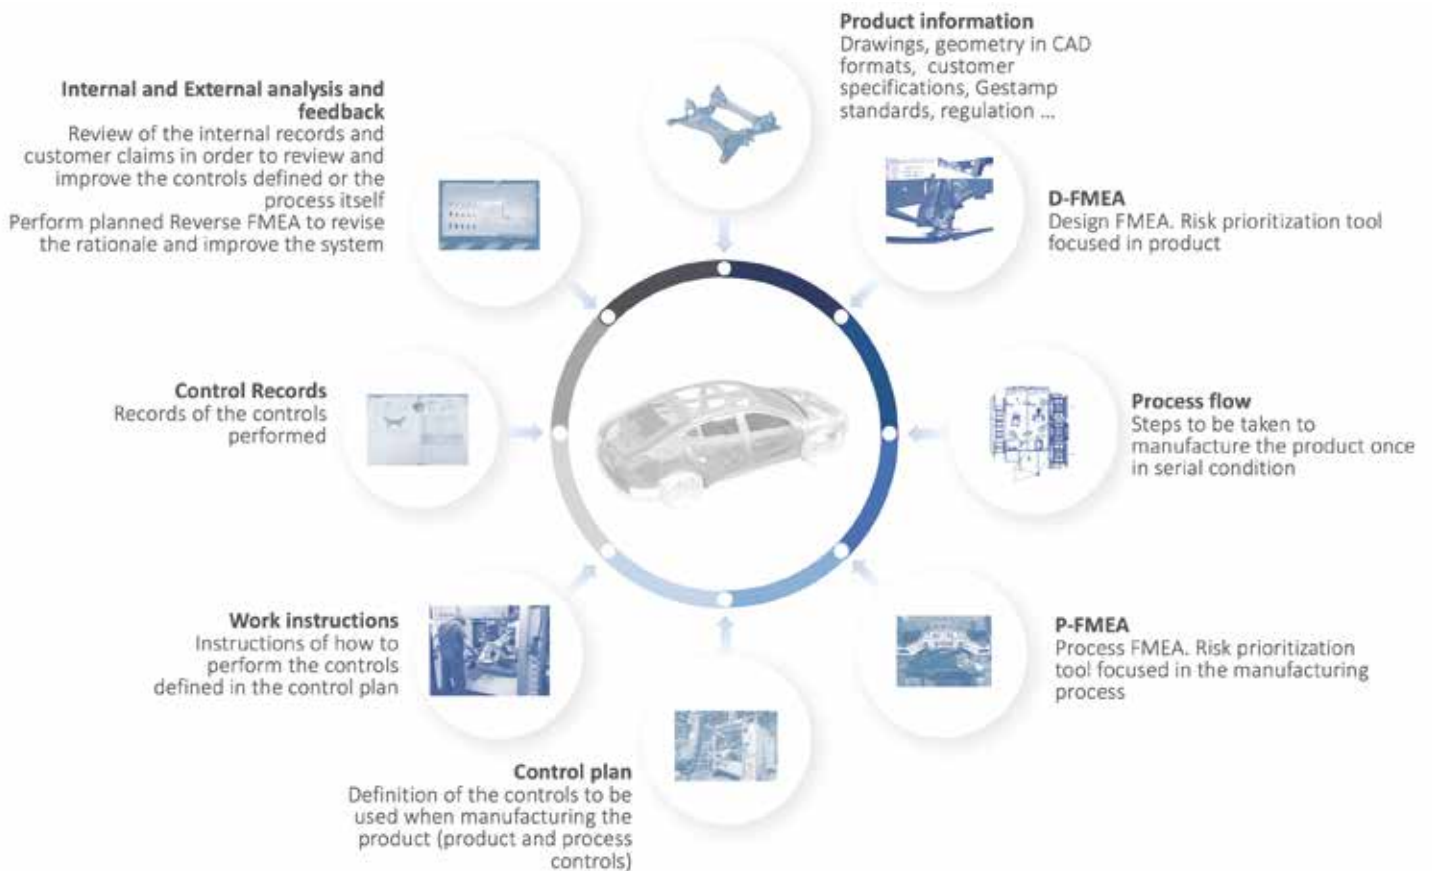 Product information
Drawings, geometry in CAD
formats, customer
specifications, Gestamp
standards, regulation ...
D-FMEA
Design FMEA. Risk prioritization tool
focused in product
Process flow
Steps to be taken to
manufacture the product once
in serial condition
P-FMEA
Process FMEA. Risk prioritization
tool focused in the manufacturing
process
Control plan
Definition of the controls to be
used when manufacturing the
product (product and process
controls)
Work instructions
Instructions of how to
perform the controls
defined in the control plan
Control Records
Records of the controls
performed
Internal and External analysis and
feedback
Review of the internal records and
customer claims in order to review and
improve the controls defined or the
process itself
Perform planned Reverse FMEA to revise
the rationale and improve the system